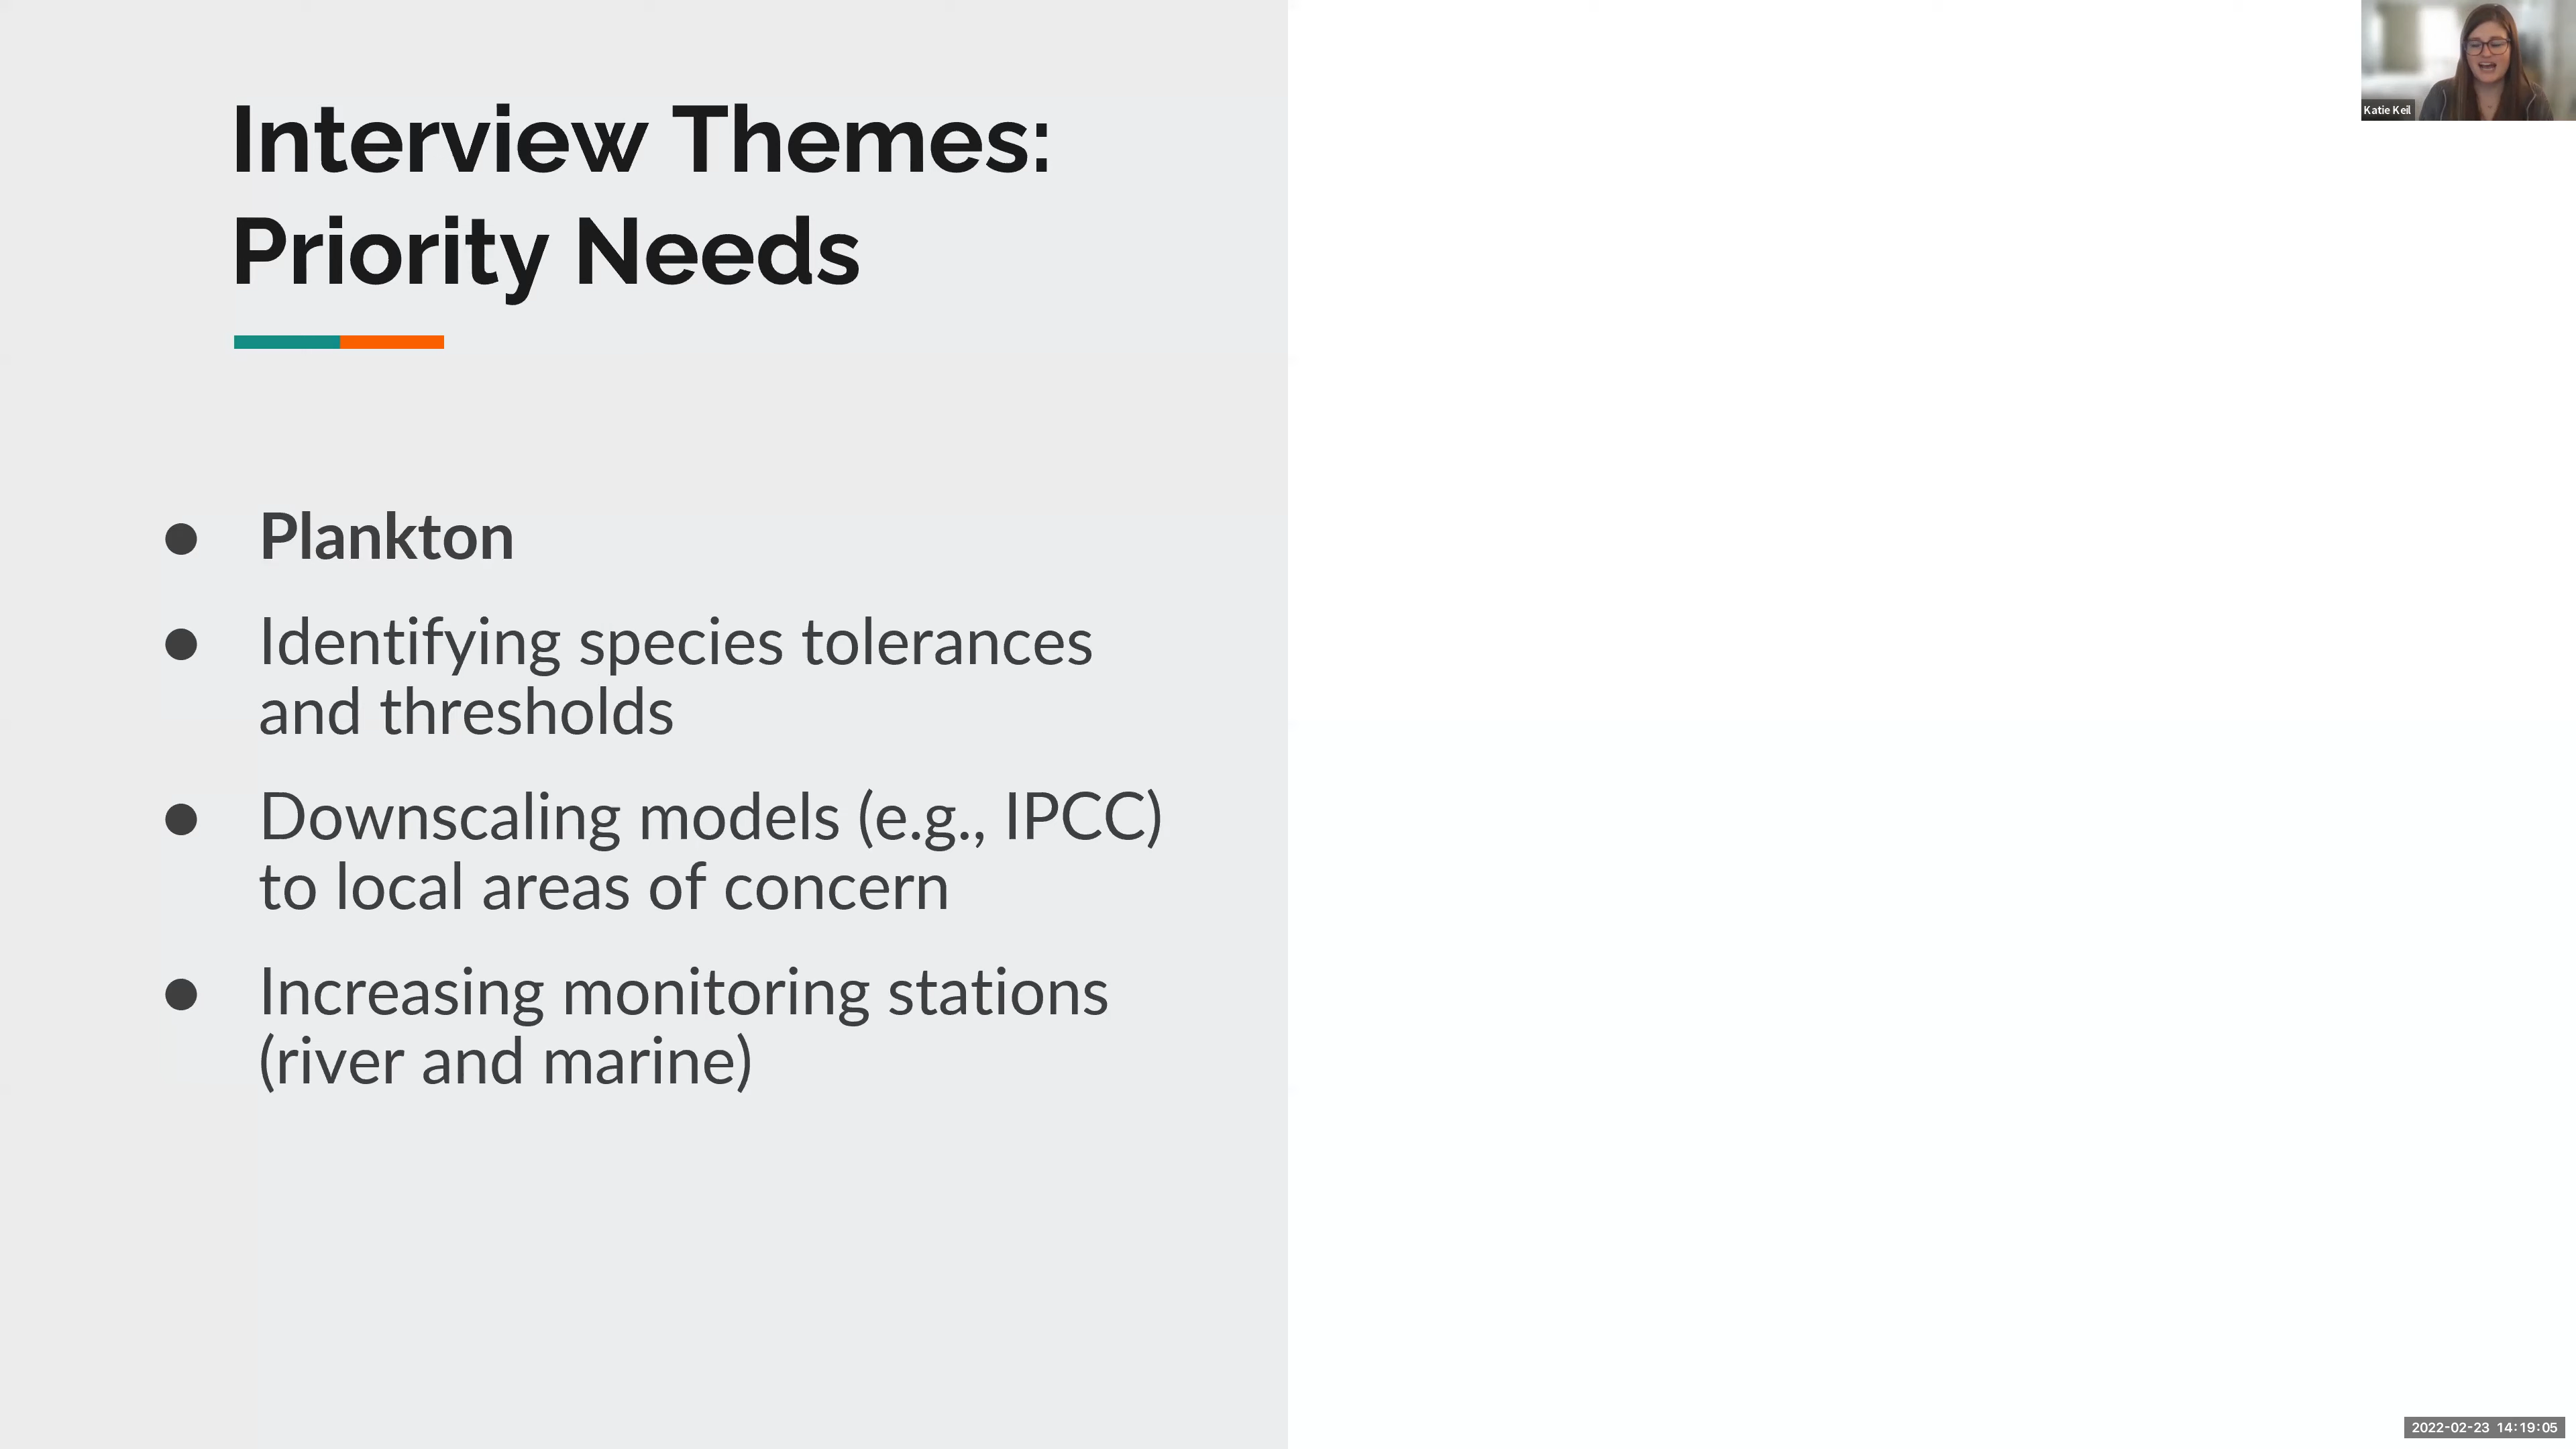 Interview Themes:
Priority Needs
● Plankton
● Identifying species tolerances
and thresholds
● Downscaling models (e.g., IPCC)
to local areas of concern
● Increasing monitoring stations
(river and marine)
Katie Keil
2022-02-23 14:19:05